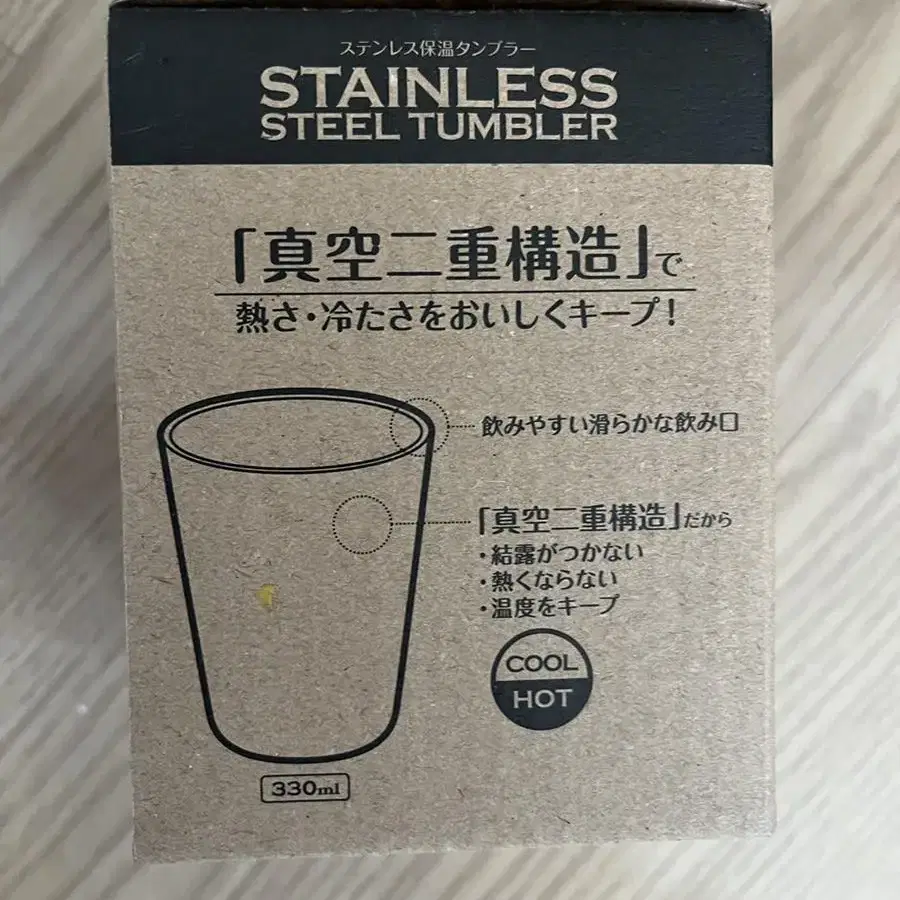 ステンレス保温タンブラー
STAINLESS
STEEL TUMBLER
「真空二重構造」で
熱さ・冷たさをおいしくキープ!
飲みやすい滑らかな飲み口
「真空二重構造」だから
・結露がつかない
・熱くならない
・温度をキープ
COOL
HOT
330ml